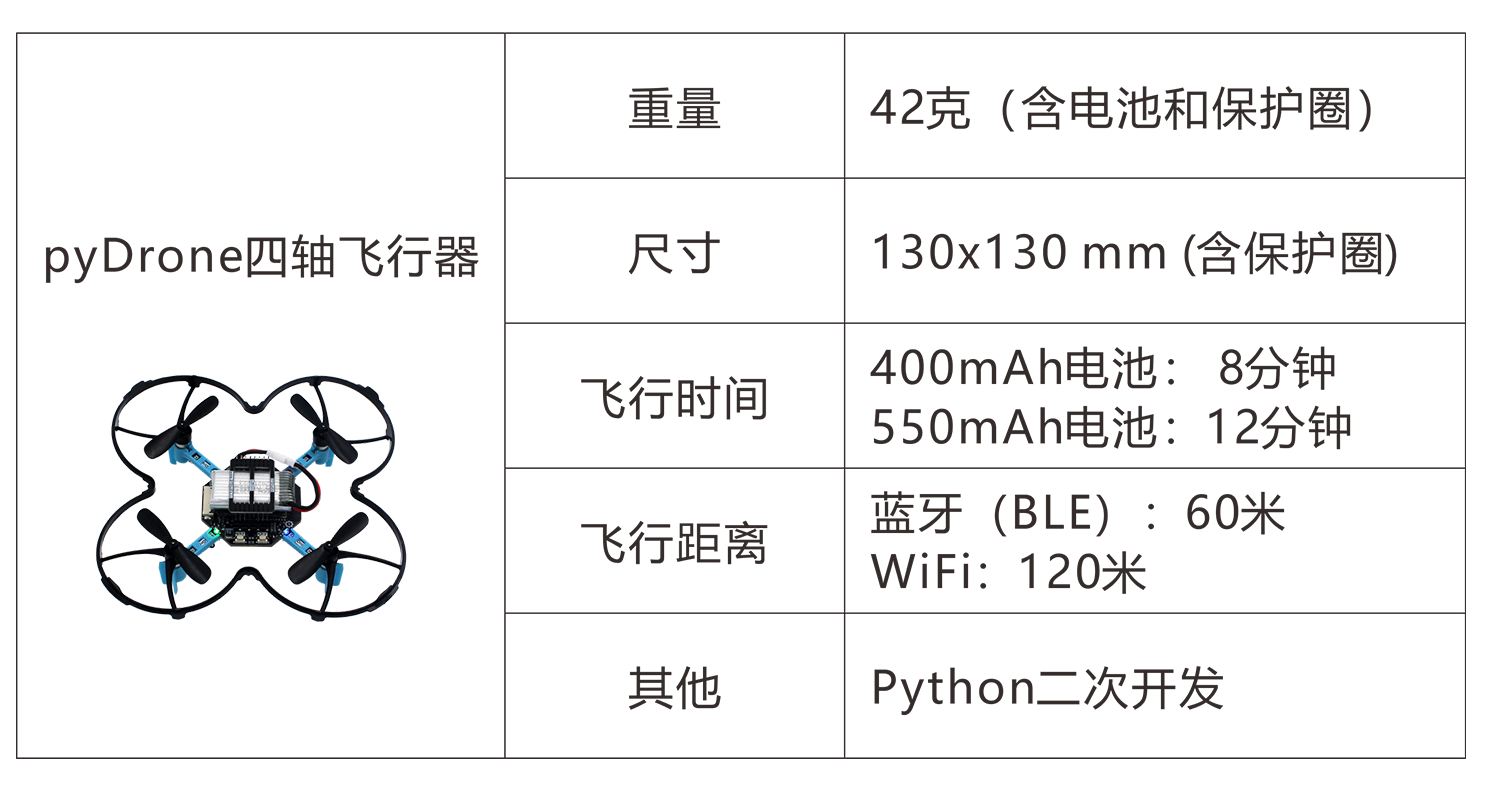 pyDrone四轴飞行器
重量
42克（含电池和保护圈）
尺寸
130x130 mm (含保护圈)
飞行时间
400mAh电池： 8分钟
550mAh电池：12分钟
飞行距离
蓝牙（BLE）：60米
WiFi：120米
其他
Python二次开发